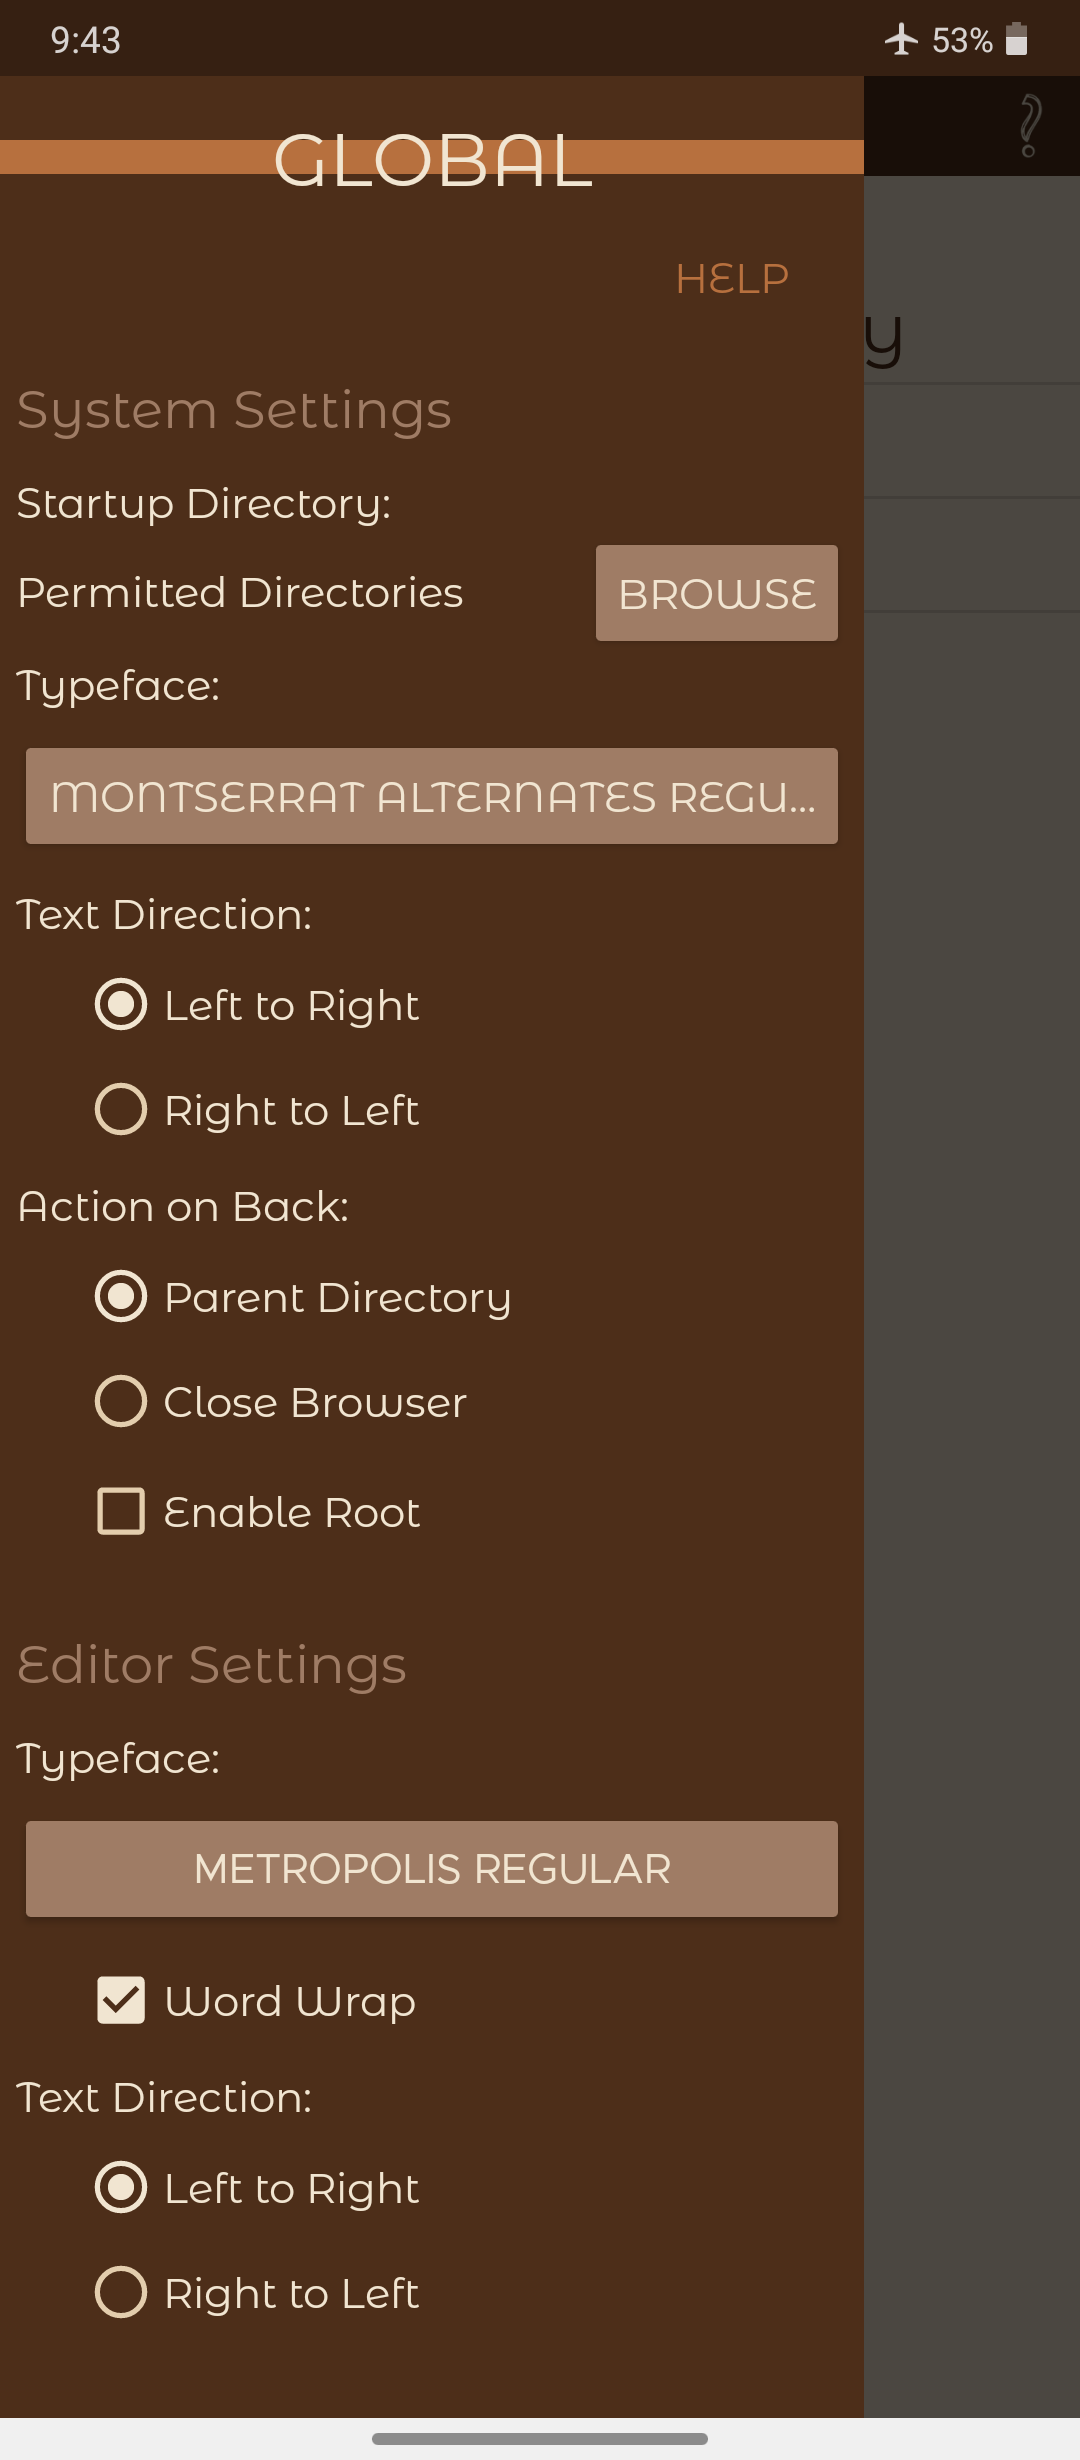 9:43
53%
GLOBAL
HELP
y
System Settings
Startup Directory:
Permitted Directories
BROWSE
Typeface:
MONTSERRAT ALTERNATES REGU...
Text Direction:
Left to Right
Right to Left
Action on Back:
Parent Directory
Close Browser
Enable Root
Editor Settings
Typeface:
METROPOLIS REGULAR
Word Wrap
Text Direction:
Left to Right
Right to Left